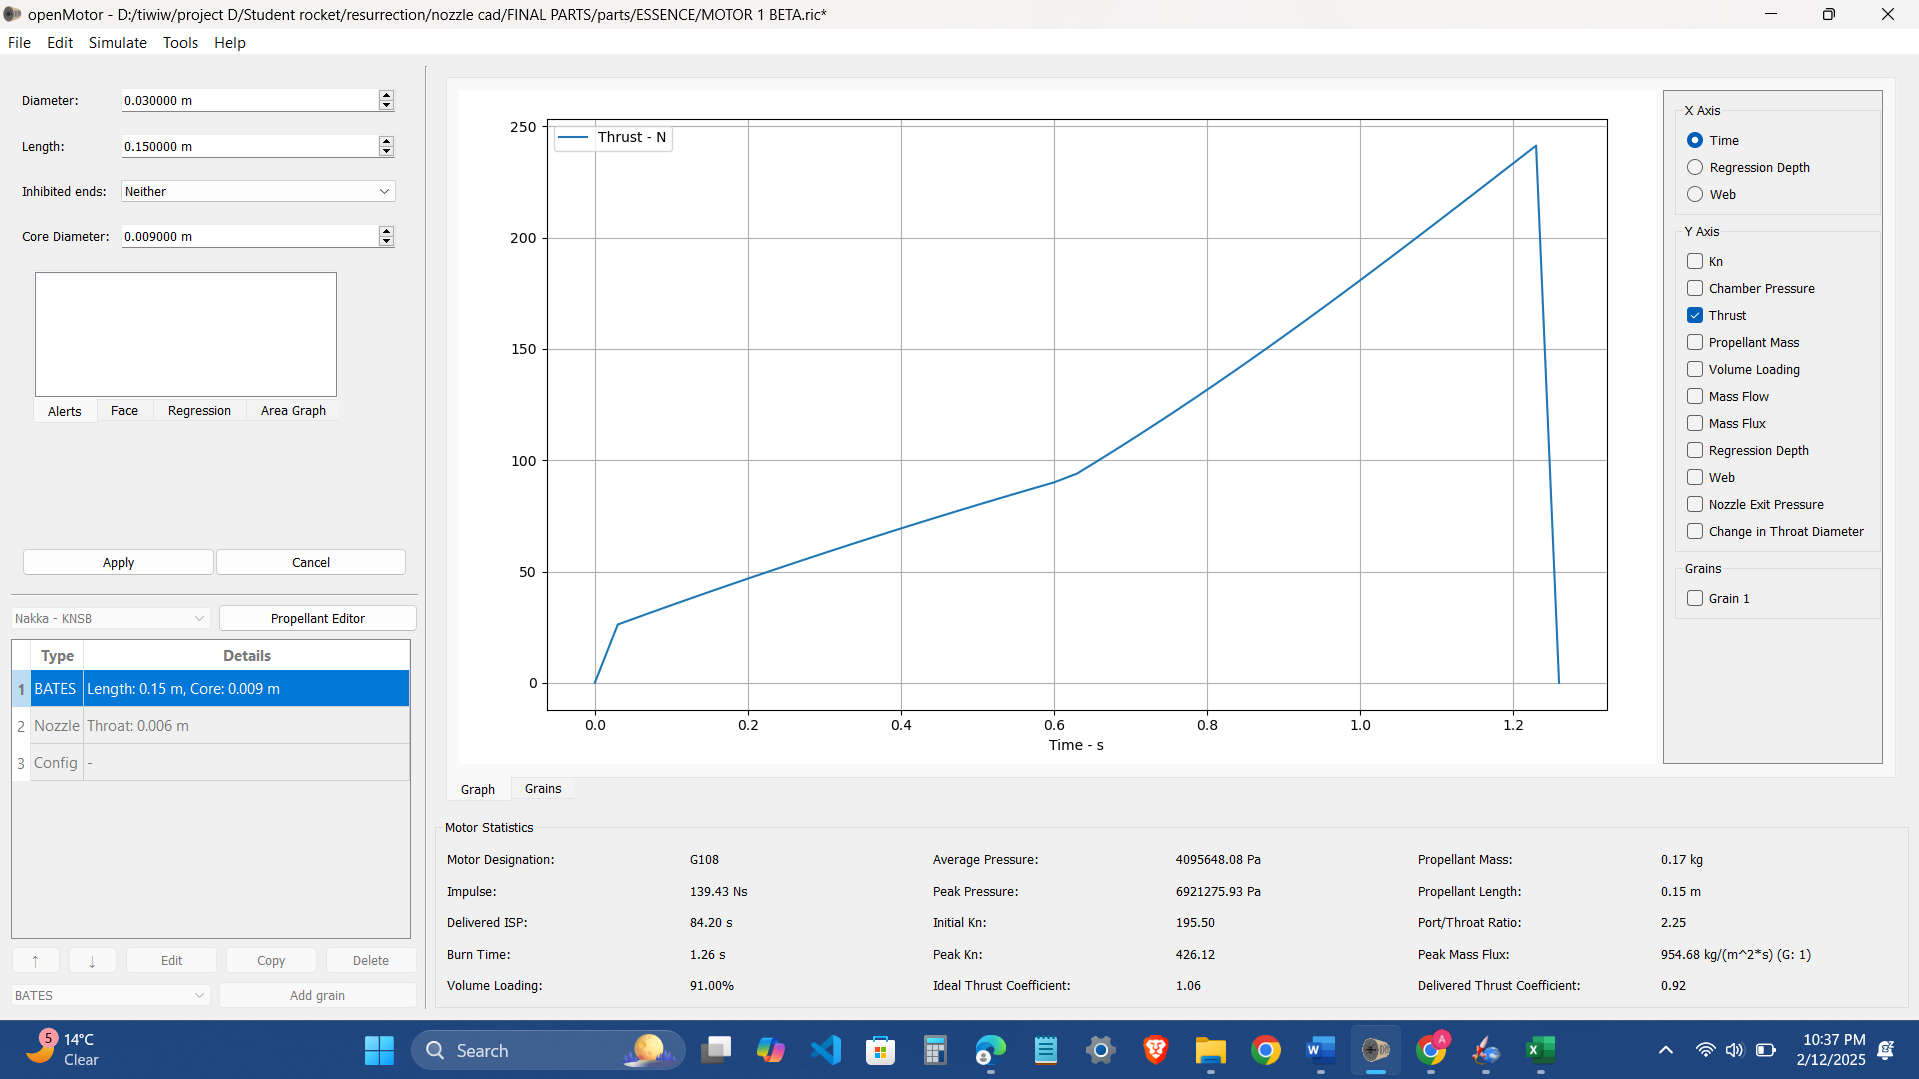 openMotor - D:/tiwiw/project D/Student rocket/resurrection/nozzle cad/FINAL PARTS/parts/ESSENCE/MOTOR 1 BETA.ric*
File Edit Simulate Tools Help
Diameter: 0.030000 m
Length: 0.150000 m
Inhibited ends: Neither
Core Diameter: 0.009000 m
Alerts Face Regression Area Graph
Apply Cancel
Nakka - KNSB Propellant Editor
Type Details
1 BATES Length: 0.15 m, Core: 0.009 m
2 Nozzle Throat: 0.006 m
3 Config -
↑ ↓ Edit Copy Delete
BATES Add grain
Thrust - N
250
200
150
100
50
0
0.0 0.2 0.4 0.6 0.8 1.0 1.2
Time - s
X Axis
Time
Regression Depth
Web
Y Axis
Kn
Chamber Pressure
Thrust
Propellant Mass
Volume Loading
Mass Flow
Mass Flux
Regression Depth
Web
Nozzle Exit Pressure
Change in Throat Diameter
Grains
Grain 1
Graph Grains
Motor Statistics
Motor Designation: G108 Average Pressure: 4095648.08 Pa Propellant Mass: 0.17 kg
Impulse: 139.43 Ns Peak Pressure: 6921275.93 Pa Propellant Length: 0.15 m
Delivered ISP: 84.20 s Initial Kn: 195.50 Port/Throat Ratio: 2.25
Burn Time: 1.26 s Peak Kn: 426.12 Peak Mass Flux: 954.68 kg/(m^2*s) (G: 1)
Volume Loading: 91.00% Ideal Thrust Coefficient: 1.06 Delivered Thrust Coefficient: 0.92
5 14°C
Clear
Search
A
10:37 PM
2/12/2025